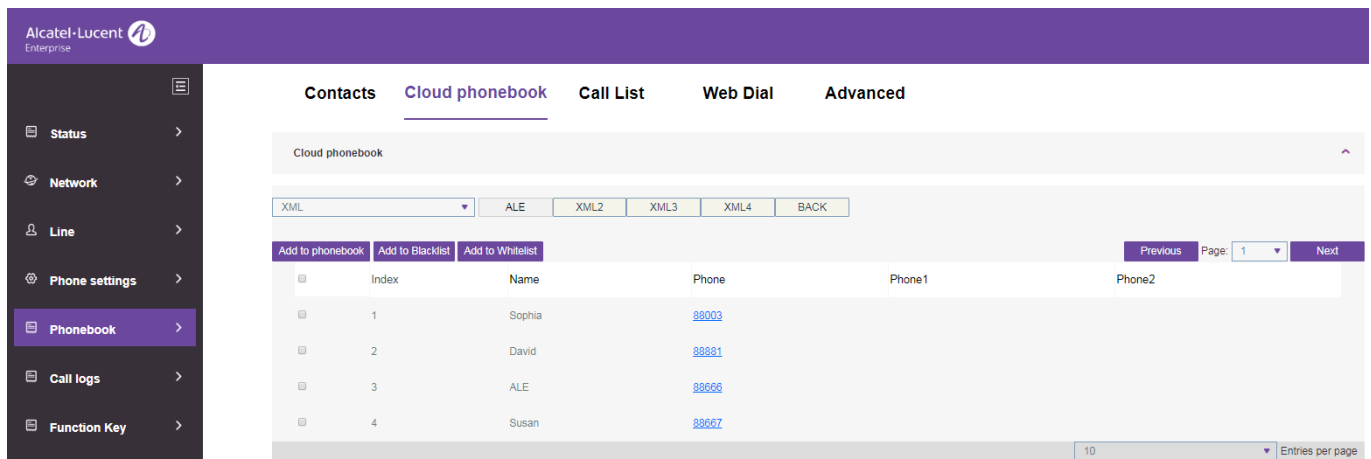 Alcatel·Lucent
Enterprise
Contacts Cloud phonebook Call List Web Dial Advanced
Status
Cloud phonebook
Network
XML ALE XML2 XML3 XML4 BACK
Line
Add to phonebook Add to Blacklist Add to Whitelist Previous Page: 1 Next
Phone settings
Index Name Phone Phone1 Phone2
1 Sophia 88003
Phonebook
2 David 88881
Call logs
3 ALE 88666
Function Key
4 Susan 88667
10 Entries per page